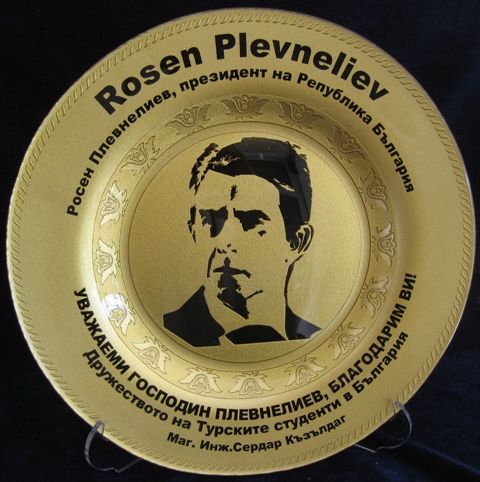 Rosen Plevneliev
Росен Плевнелиев, президент на Република България
УВАЖАЕМИ ГОСПОДИН ПЛЕВНЕЛИЕВ, БЛАГОДАРИМ ВИ!
Дружеството на Турските студенти в България
Маг. Инж.Сердар Къзълдаг